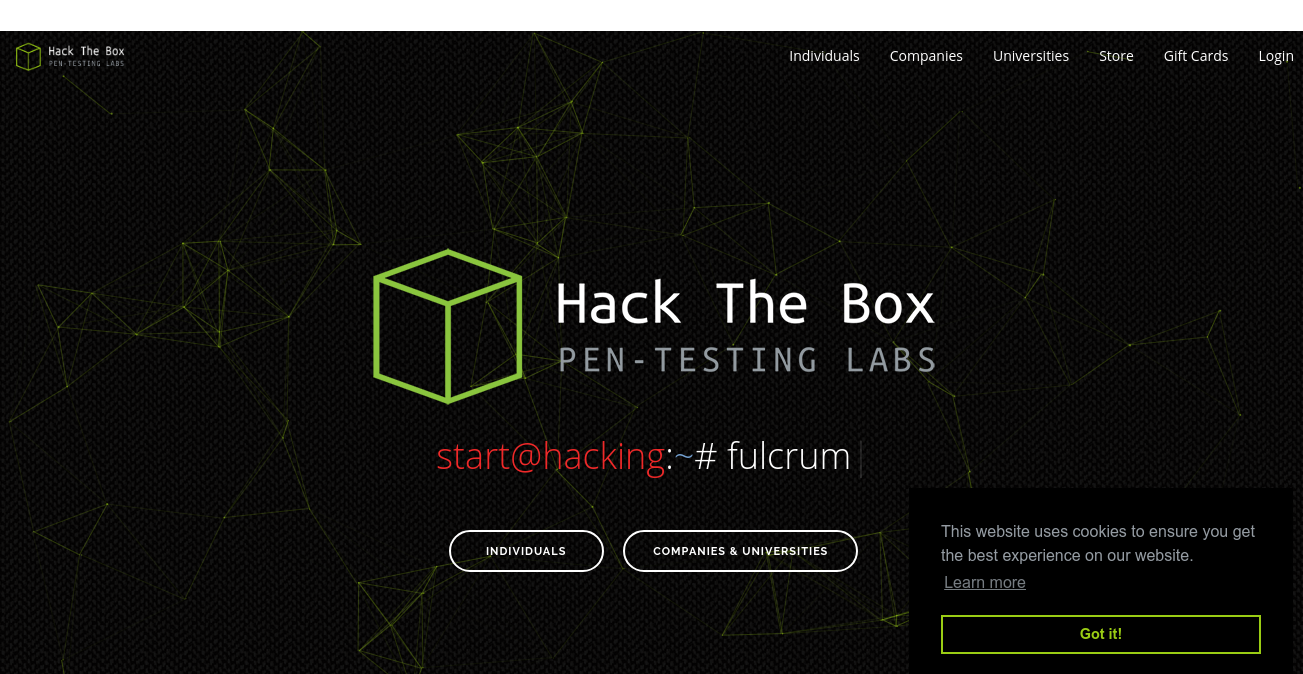 Hack The Box
PEN-TESTING LABS
Individuals Companies Universities Store Gift Cards Login
Hack The Box
PEN-TESTING LABS
start@hacking:~# fulcrum
INDIVIDUALS
COMPANIES & UNIVERSITIES
This website uses cookies to ensure you get
the best experience on our website.
Learn more
Got it!